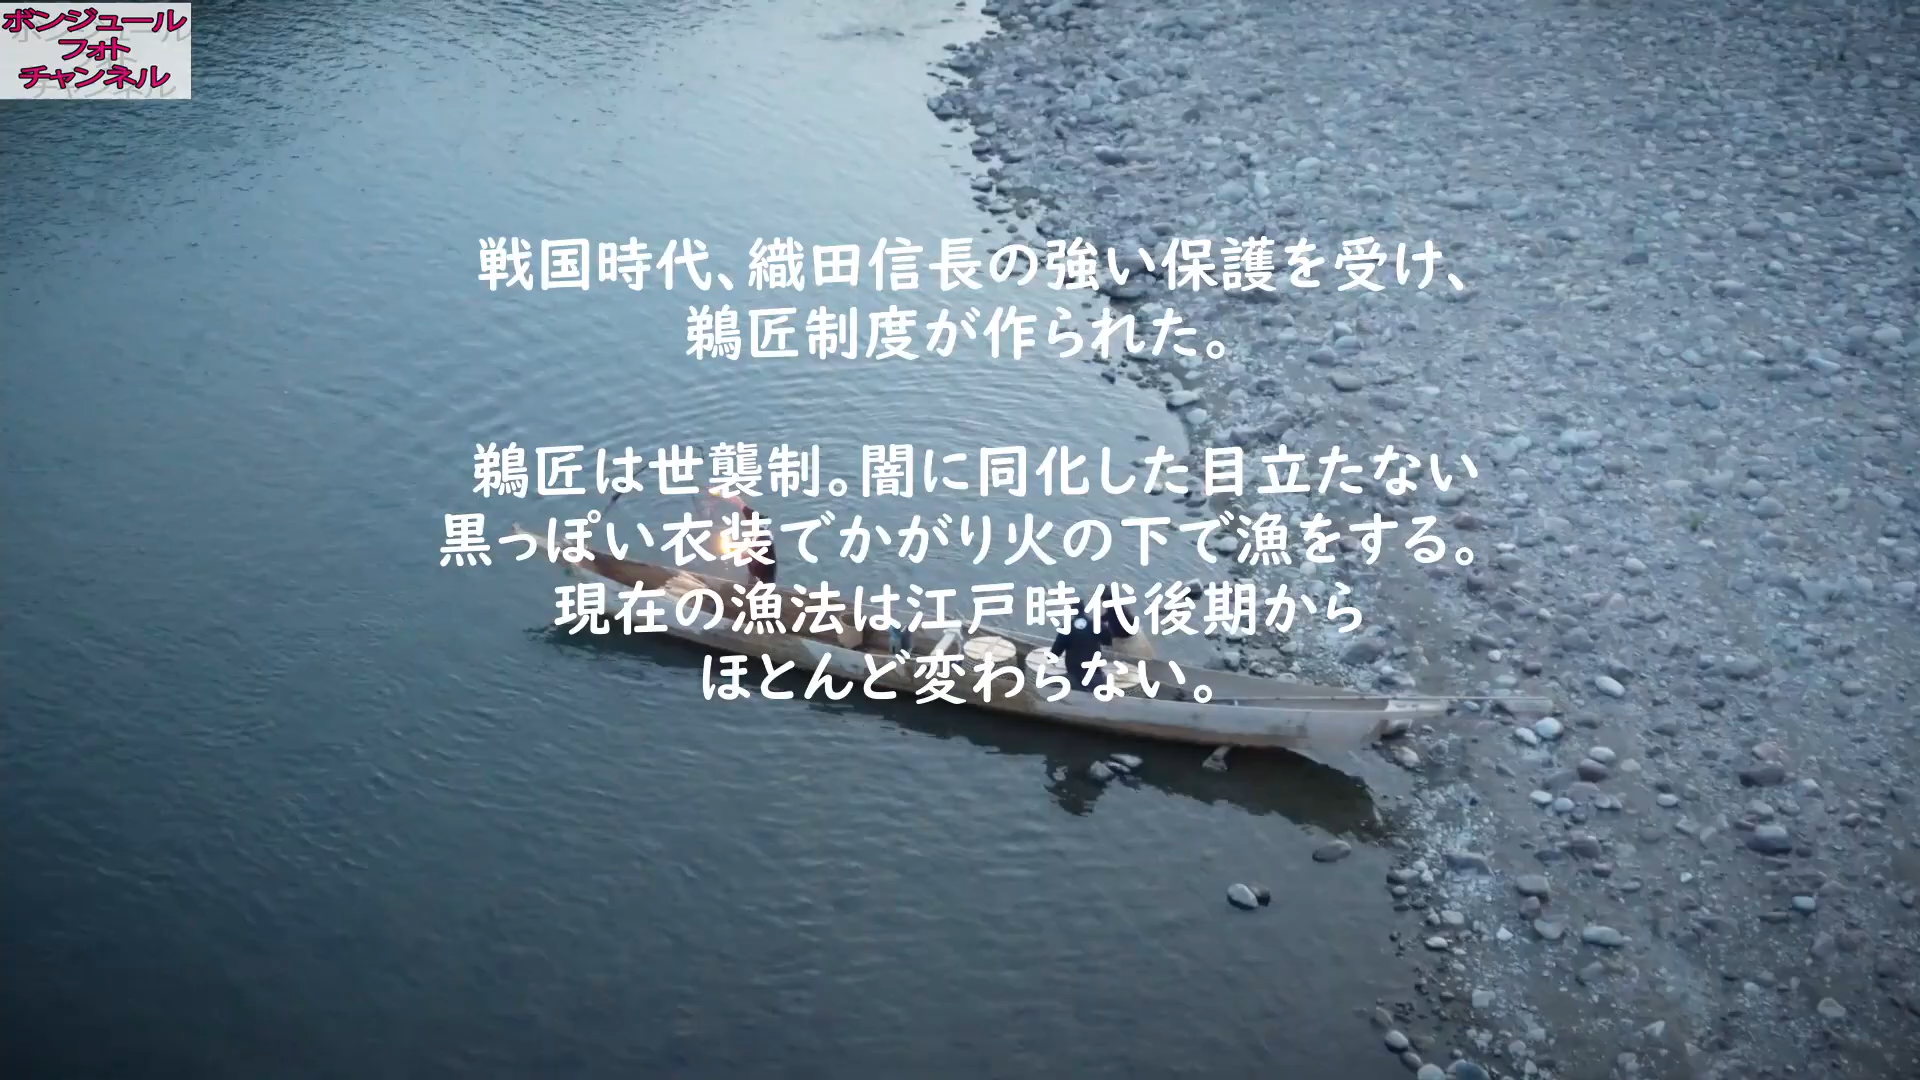 ボンジュール
フォト
チャンネル
戦国時代、織田信長の強い保護を受け、
鵜匠制度が作られた。
鵜匠は世襲制。闇に同化した目立たない
黒っぽい衣装でかがり火の下で漁をする。
現在の漁法は江戸時代後期から
ほとんど変わらない。